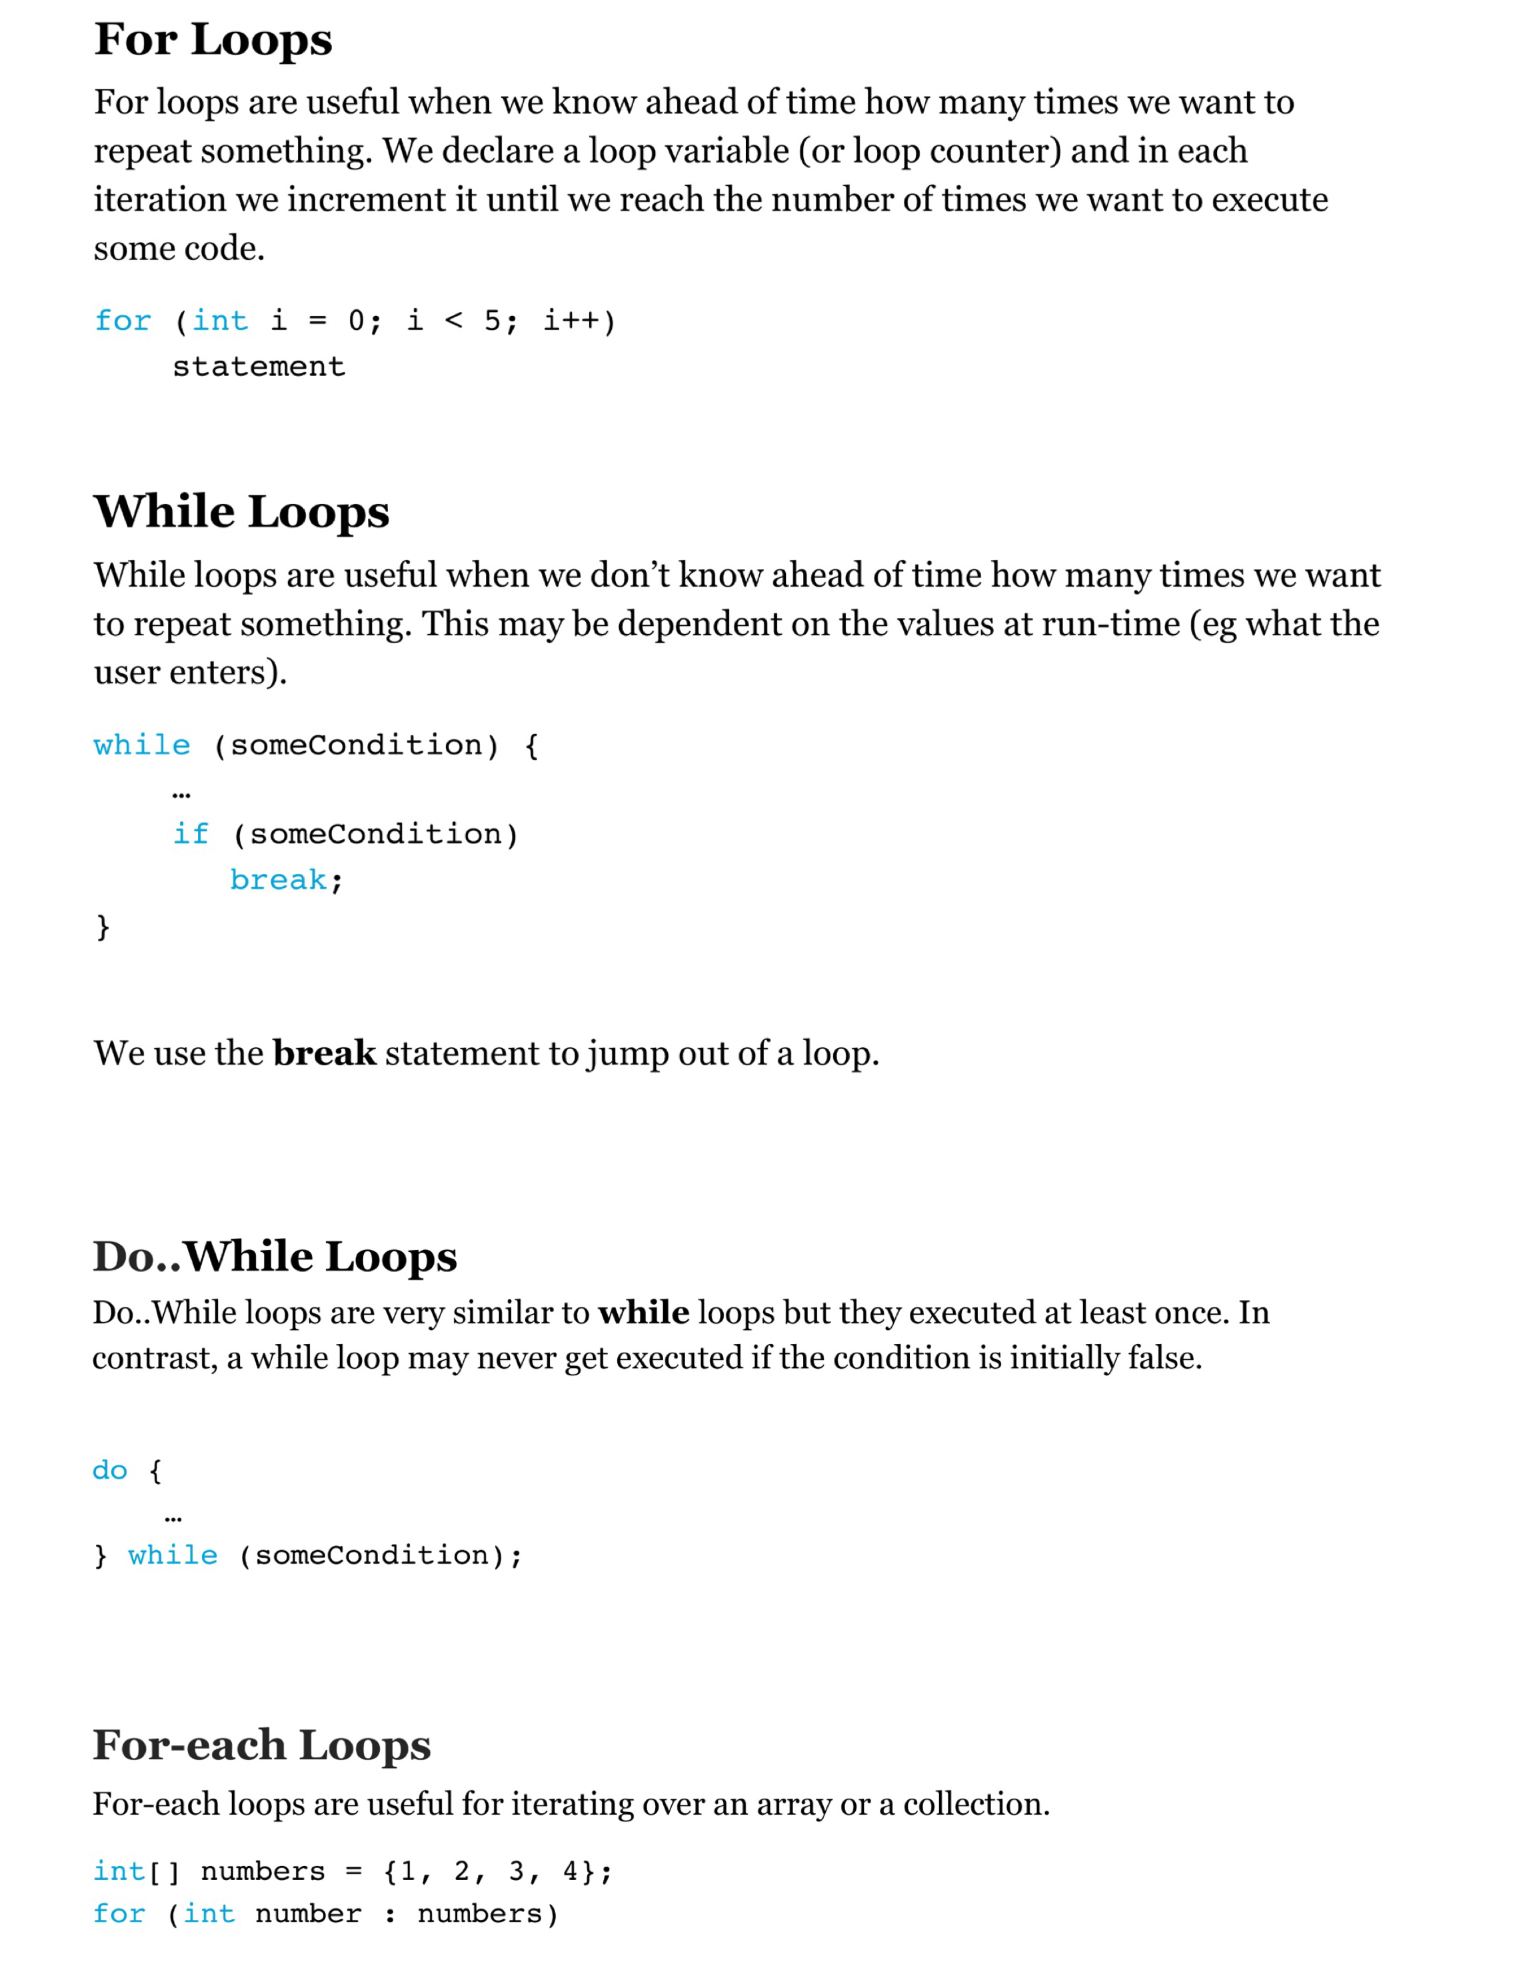 For Loops
For loops are useful when we know ahead of time how many times we want to
repeat something. We declare a loop variable (or loop counter) and in each
iteration we increment it until we reach the number of times we want to execute
some code.
for (int i = 0; i < 5; i++)
statement
While Loops
While loops are useful when we don’t know ahead of time how many times we want
to repeat something. This may be dependent on the values at run-time (eg what the
user enters).
while (someCondition) {
…
if (someCondition)
break;
}
We use the break statement to jump out of a loop.
Do..While Loops
Do..While loops are very similar to while loops but they executed at least once. In
contrast, a while loop may never get executed if the condition is initially false.
do {
…
} while (someCondition);
For-each Loops
For-each loops are useful for iterating over an array or a collection.
int[] numbers = {1, 2, 3, 4};
for (int number : numbers)